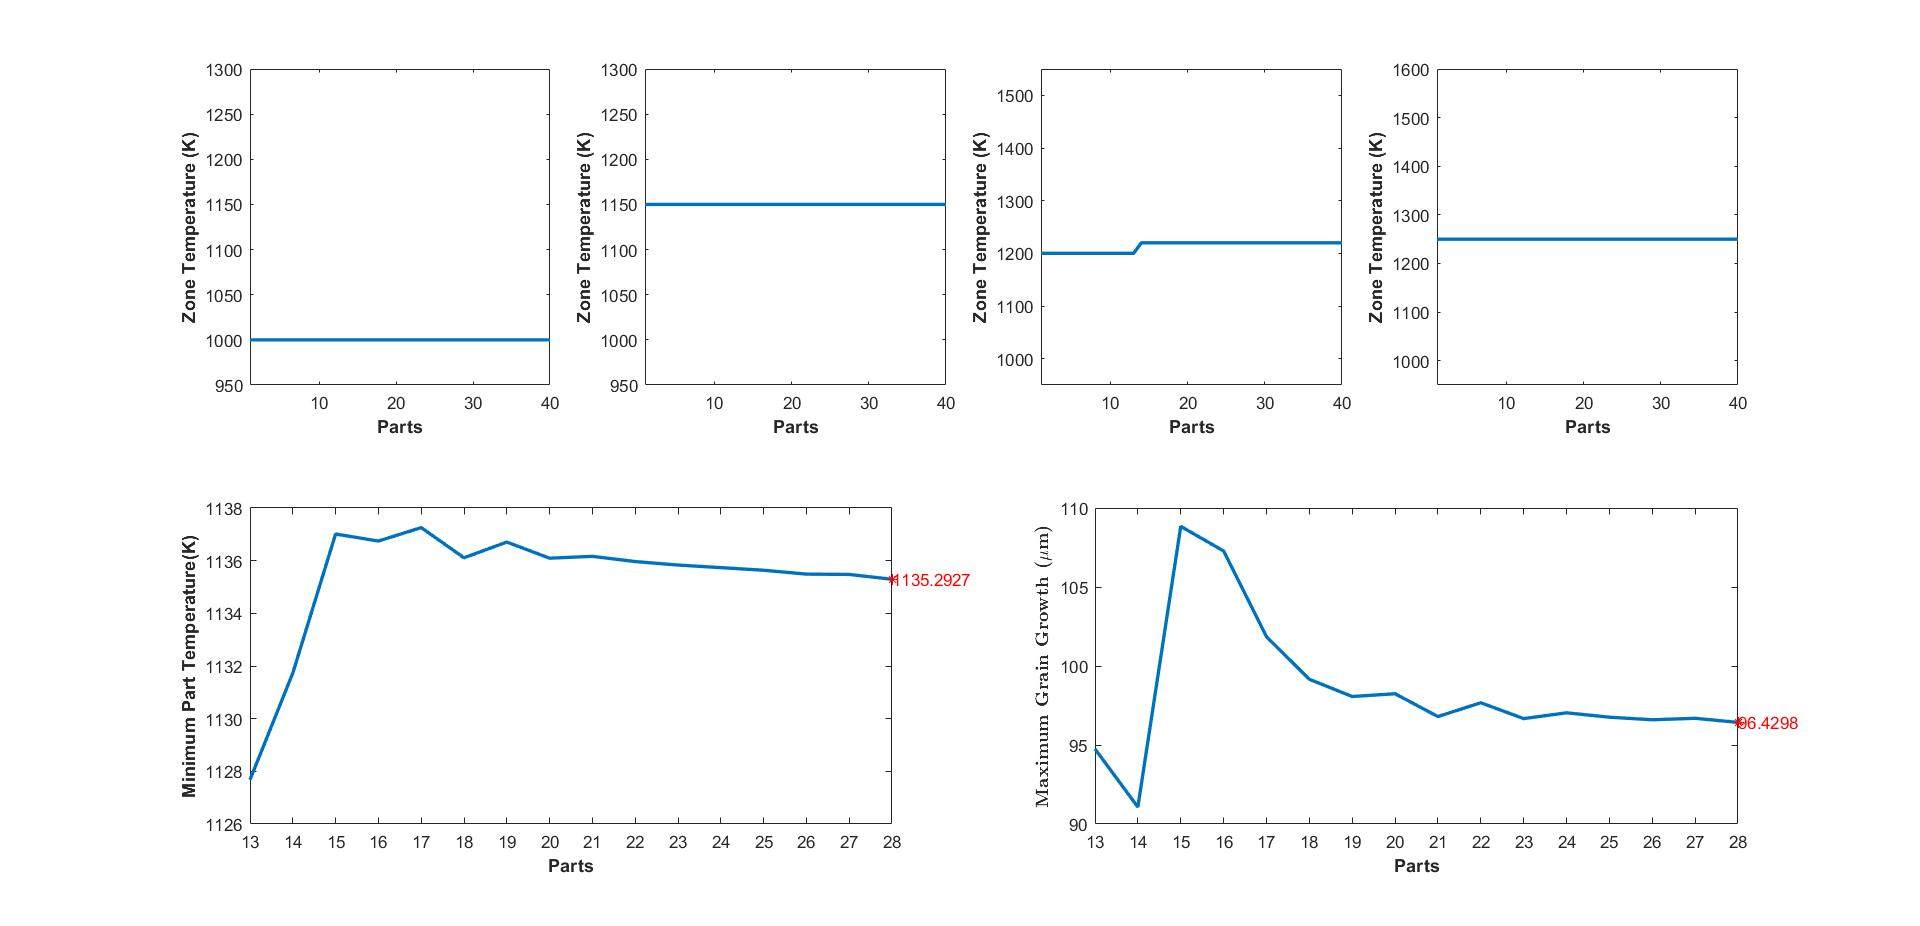 1300
1250
1200
1150
1100
1050
1000
950
Zone Temperature (K)
10 20 30 40
Parts
1300
1250
1200
1150
1100
1050
1000
950
Zone Temperature (K)
10 20 30 40
Parts
1500
1400
1300
1200
1100
1000
Zone Temperature (K)
10 20 30 40
Parts
1600
1500
1400
1300
1200
1100
1000
Zone Temperature (K)
10 20 30 40
Parts
1138
1136
1134
1132
1130
1128
1126
Minimum Part Temperature(K)
1135.2927
13 14 15 16 17 18 19 20 21 22 23 24 25 26 27 28
Parts
110
105
100
95
90
Maximum Grain Growth (μm)
96.4298
13 14 15 16 17 18 19 20 21 22 23 24 25 26 27 28
Parts